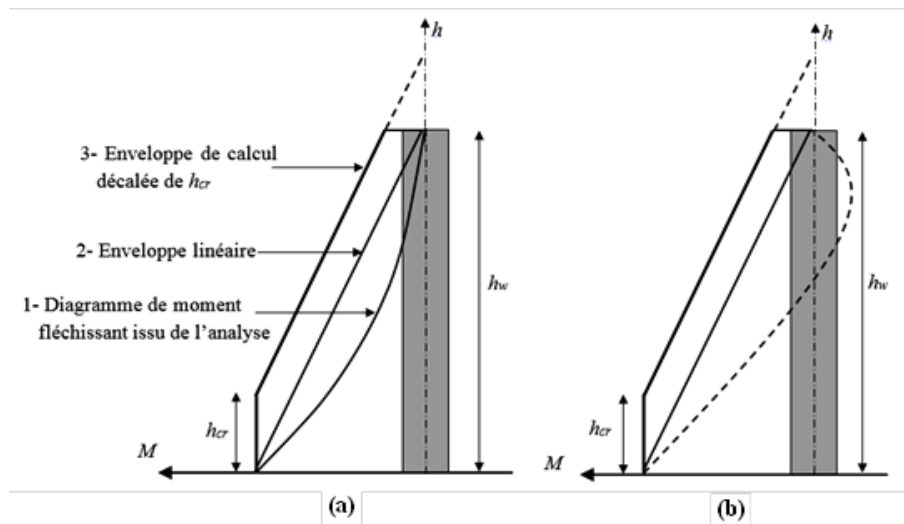 h
h
3- Enveloppe de calcul
décalée de hcr
2- Enveloppe linéaire
hw
hw
1- Diagramme de moment
fléchissant issu de l’analyse
hcr
hcr
M
M
(a)
(b)